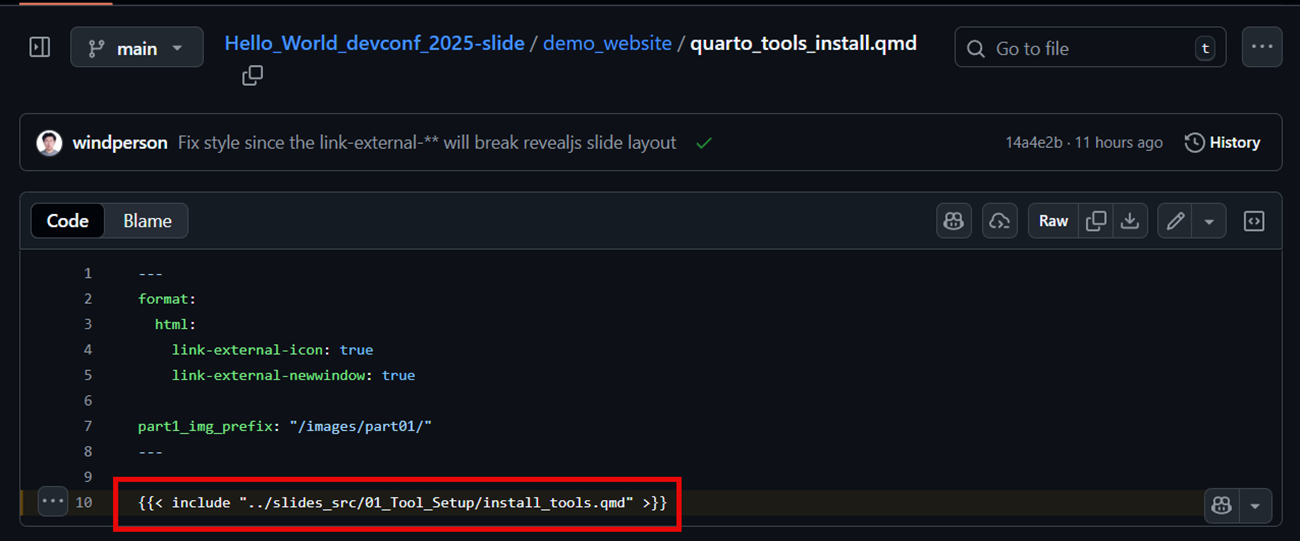 main
Hello_World_devconf_2025-slide / demo_website / quarto_tools_install.qmd
Go to file
t
windperson Fix style since the link-external-** will break revealjs slide layout
14a4e2b · 11 hours ago
History
Code
Blame
Raw
1 ---
2 format:
3 html:
4 link-external-icon: true
5 link-external-newwindow: true
6
7 part1_img_prefix: "/images/part01/"
8 ---
9
10 {{< include "../slides_src/01_Tool_Setup/install_tools.qmd" >}}